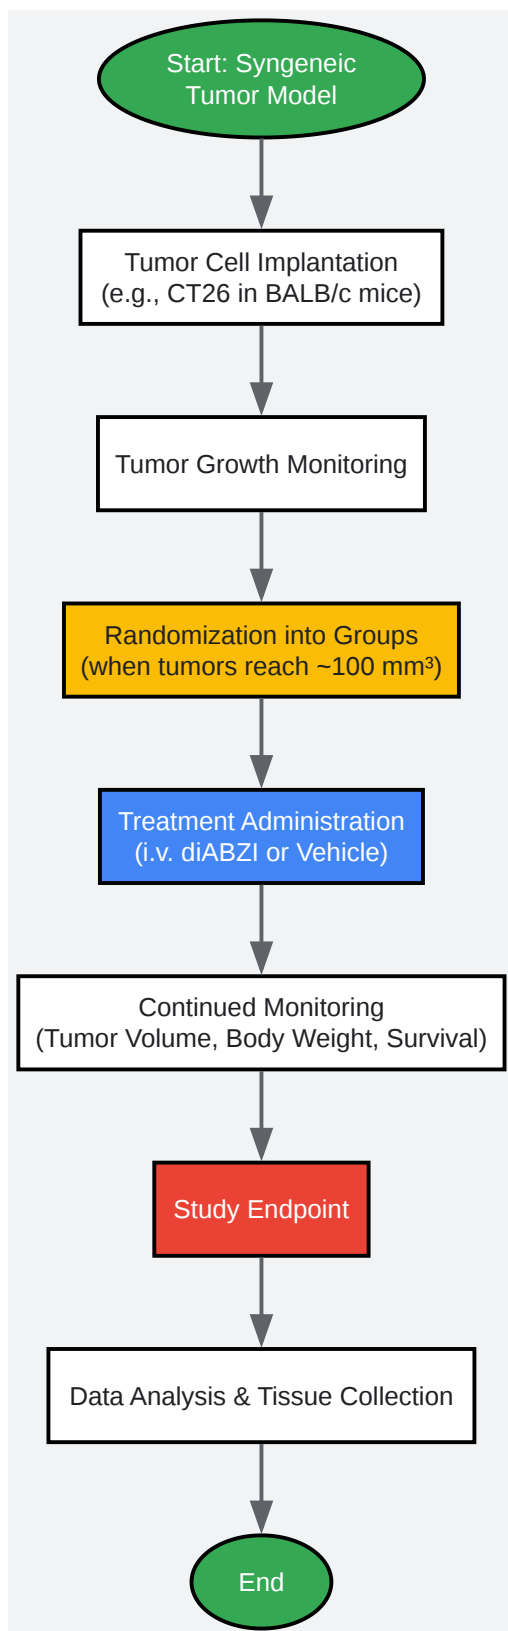 Start: Syngeneic
Tumor Model
Tumor Cell Implantation
(e.g., CT26 in BALB/c mice)
Tumor Growth Monitoring
Randomization into Groups
(when tumors reach ~100 mm³)
Treatment Administration
(i.v. diABZI or Vehicle)
Continued Monitoring
(Tumor Volume, Body Weight, Survival)
Study Endpoint
Data Analysis & Tissue Collection
End